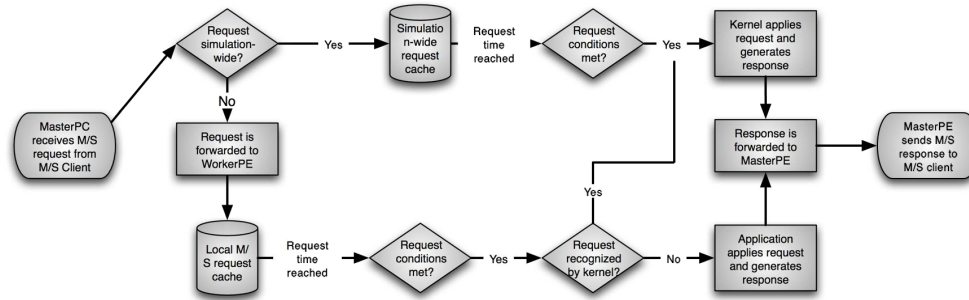 MasterPC
receives M/S
request from
M/S Client
Request
simulation-
wide?
Yes
Simulatio
n-wide
request
cache
Request
time
reached
Request
conditions
met?
Yes
Kernel applies
request and
generates
response
No
Request is
forwarded to
WorkerPE
Response is
forwarded to
MasterPE
MasterPE
sends M/S
response to
M/S client
Yes
Local M/
S request
cache
Request
time
reached
Request
conditions
met?
Yes
Request
recognized
by kernel?
No
Application
applies request
and generates
response